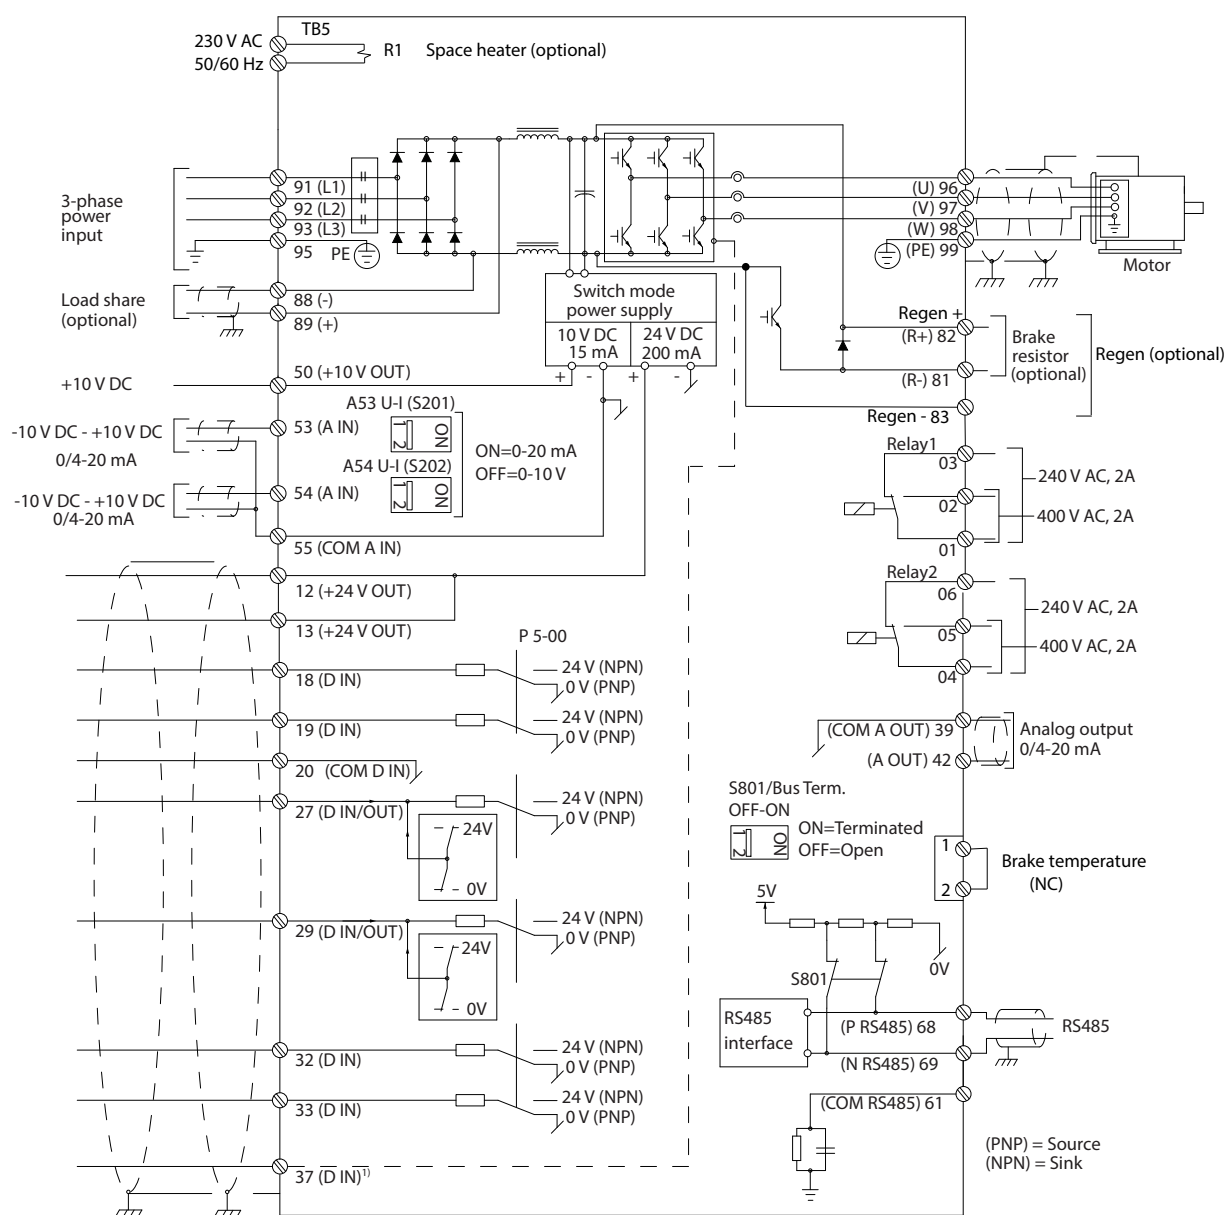 TB5
230 V AC
50/60 Hz
R1
Space heater (optional)
3-phase
power
input
91 (L1)
92 (L2)
93 (L3)
95
PE
(U) 96
(V) 97
(W) 98
(PE) 99
Motor
Load share
(optional)
88 (-)
89 (+)
Switch mode
power supply
10 V DC
15 mA
24 V DC
200 mA
+
-
+
-
Regen +
(R+) 82
Brake
resistor
(optional)
Regen (optional)
(R-) 81
Regen - 83
+10 V DC
50 (+10 V OUT)
A53 U-I (S201)
1 2
ON
-10 V DC - +10 V DC
0/4-20 mA
53 (A IN)
ON=0-20 mA
OFF=0-10 V
A54 U-I (S202)
1 2
ON
-10 V DC - +10 V DC
0/4-20 mA
54 (A IN)
55 (COM A IN)
Relay1
03
240 V AC, 2A
02
400 V AC, 2A
01
12 (+24 V OUT)
13 (+24 V OUT)
Relay2
06
240 V AC, 2A
05
400 V AC, 2A
04
P 5-00
18 (D IN)
24 V (NPN)
0 V (PNP)
19 (D IN)
24 V (NPN)
0 V (PNP)
20 (COM D IN)
27 (D IN/OUT)
24 V (NPN)
0 V (PNP)
24V
0V
29 (D IN/OUT)
24 V (NPN)
0 V (PNP)
24V
0V
32 (D IN)
24 V (NPN)
0 V (PNP)
33 (D IN)
24 V (NPN)
0 V (PNP)
37 (D IN)1)
(COM A OUT) 39
Analog output
0/4-20 mA
(A OUT) 42
S801/Bus Term.
OFF-ON
1 2
ON
ON=Terminated
OFF=Open
1
2
Brake temperature
(NC)
5V
0V
S801
RS485
interface
(P RS485) 68
RS485
(N RS485) 69
(COM RS485) 61
(PNP) = Source
(NPN) = Sink